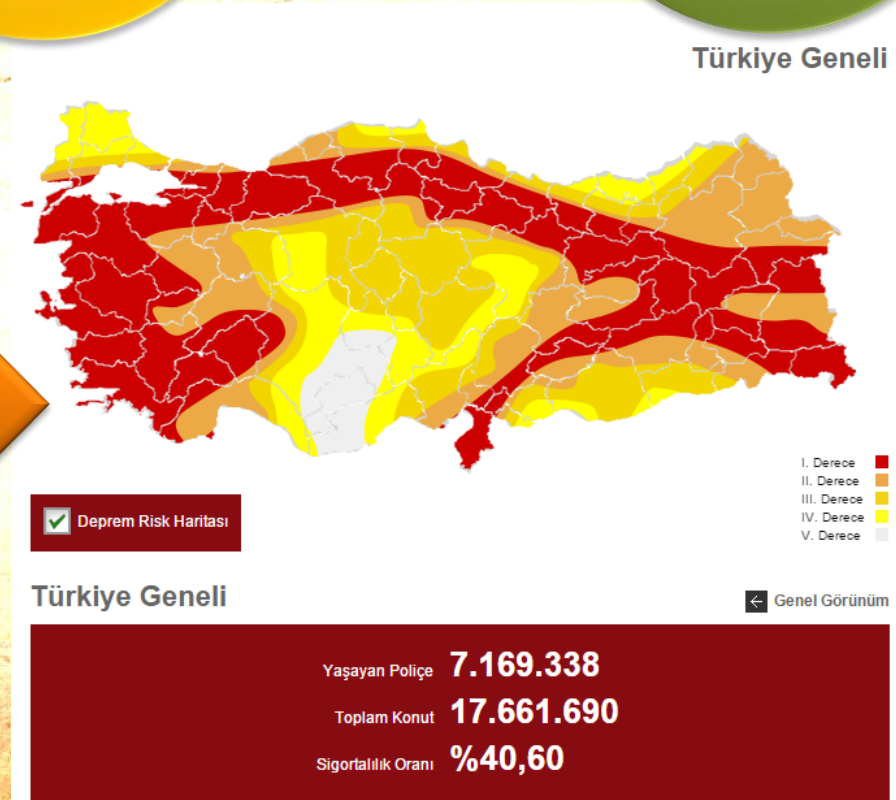 Türkiye Geneli
I. Derece
II. Derece
III. Derece
IV. Derece
V. Derece
Deprem Risk Haritası
Türkiye Geneli
Genel Görünüm
Yaşayan Poliçe 7.169.338
Toplam Konut 17.661.690
Sigortalılık Oranı %40,60